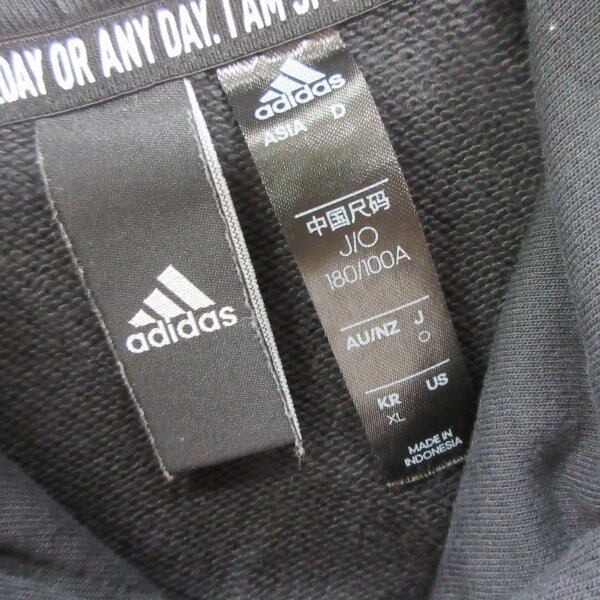 DAY OR ANY DAY. I AM
adidas
adidas
ASIA D
中国尺码
J/O
180/100A
AU/NZ J
O
KR US
XL
MADE IN
INDONESIA